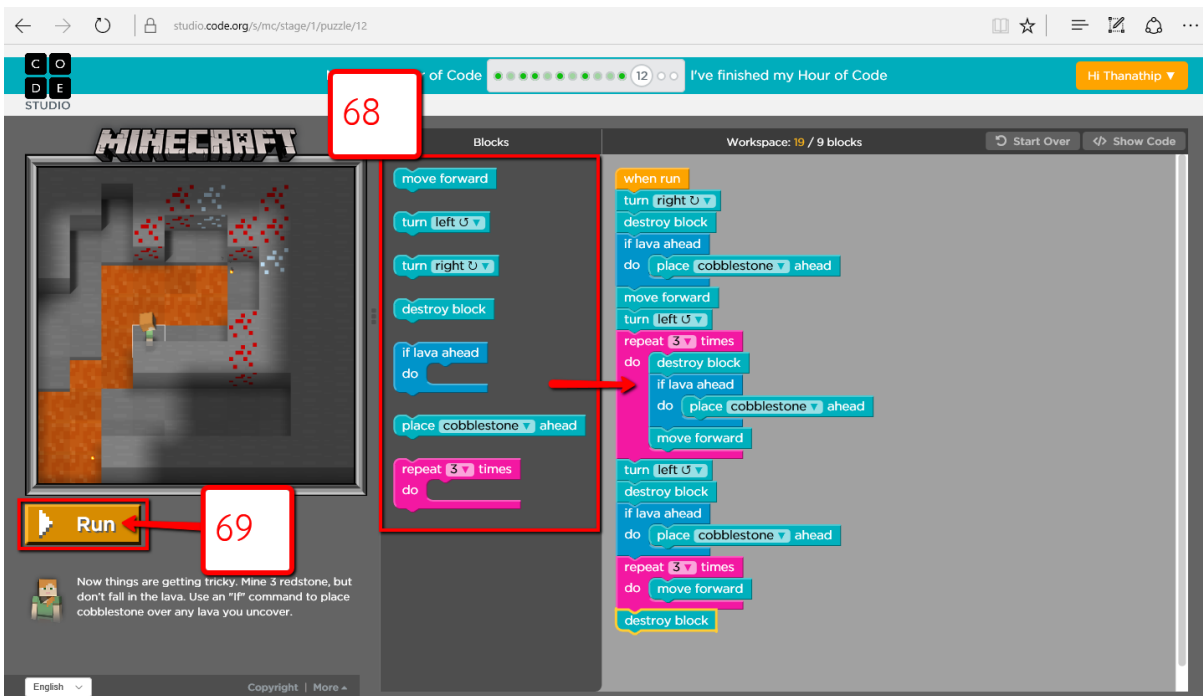 studio.code.org/s/mc/stage/1/puzzle/12
C O
D E
STUDIO
r of Code
12
I've finished my Hour of Code
Hi Thanathip ▼
68
MINECRAFT
Blocks
Workspace: 19 / 9 blocks
Start Over
</> Show Code
move forward
turn left ↺ ▼
turn right ↻ ▼
destroy block
if lava ahead
do
place cobblestone ▼ ahead
repeat 3 ▼ times
do
when run
turn right ↻ ▼
destroy block
if lava ahead
do place cobblestone ▼ ahead
move forward
turn left ↺ ▼
repeat 3 ▼ times
do destroy block
if lava ahead
do place cobblestone ▼ ahead
move forward
turn left ↺ ▼
destroy block
if lava ahead
do place cobblestone ▼ ahead
repeat 3 ▼ times
do move forward
destroy block
Run
69
Now things are getting tricky. Mine 3 redstone, but
don't fall in the lava. Use an "If" command to place
cobblestone over any lava you uncover.
English
Copyright | More ▲